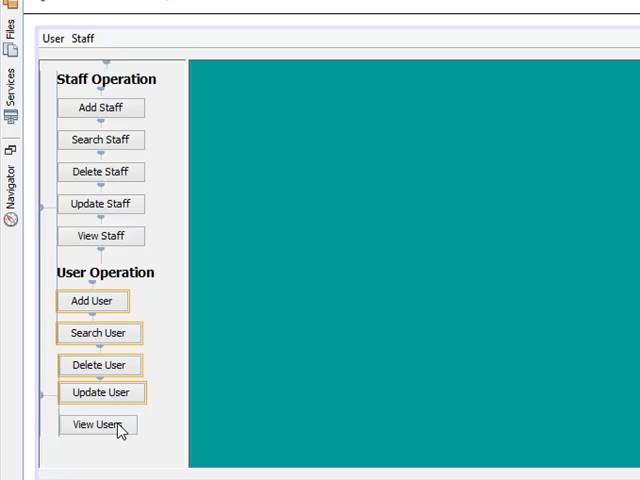 Files
Services
Navigator
User Staff
Staff Operation
Add Staff
Search Staff
Delete Staff
Update Staff
View Staff
User Operation
Add User
Search User
Delete User
Update User
View Users